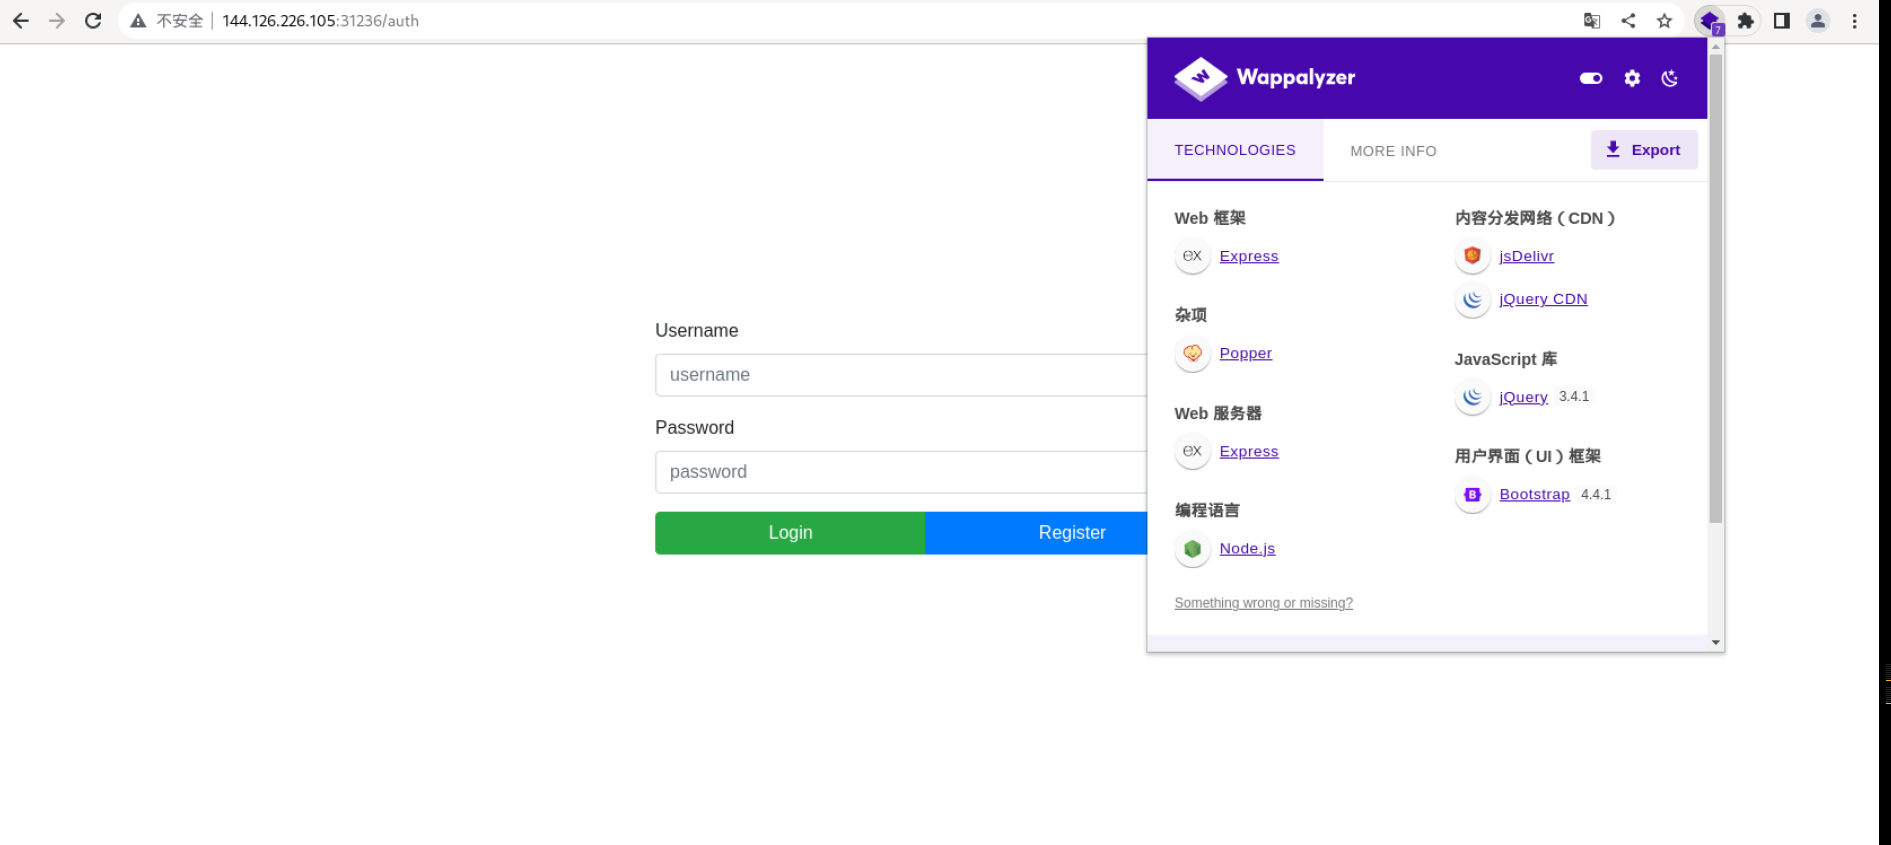 不安全 144.126.226.105:31236/auth
7
Wappalyzer
TECHNOLOGIES
MORE INFO
Export
Web 框架
Express
杂项
Popper
Web 服务器
Express
编程语言
Node.js
Something wrong or missing?
内容分发网络（CDN）
jsDelivr
jQuery CDN
JavaScript 库
jQuery 3.4.1
用户界面（UI）框架
Bootstrap 4.4.1
Username
username
Password
password
Login
Register